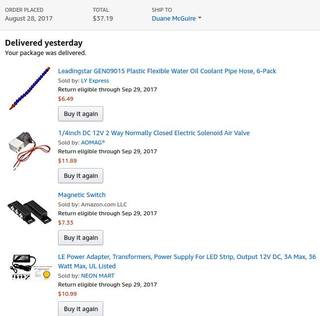 ORDER PLACED
August 28, 2017
TOTAL
$37.19
SHIP TO
Duane McGuire
Delivered yesterday
Your package was delivered.
Leadingstar GEN09015 Plastic Flexible Water Oil Coolant Pipe Hose, 6-Pack
Sold by: LY Express
Return eligible through Sep 29, 2017
$6.49
Buy it again
1/4inch DC 12V 2 Way Normally Closed Electric Solenoid Air Valve
Sold by: AOMAG®
Return eligible through Sep 29, 2017
$11.89
Buy it again
Magnetic Switch
Sold by: Amazon.com LLC
Return eligible through Sep 29, 2017
$7.33
Buy it again
LE Power Adapter, Transformers, Power Supply For LED Strip, Output 12V DC, 3A Max, 36
Watt Max, UL Listed
Sold by: NEON MART
Return eligible through Sep 29, 2017
$10.99
Buy it again